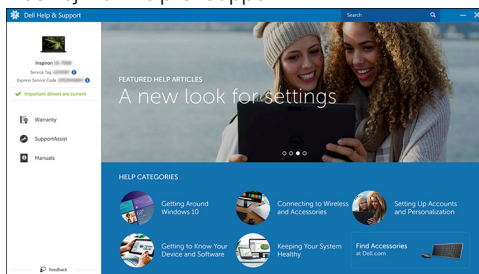 Dell Help & Support
Search
Inspiron
Service Tag
Express Service Code
Important drivers are current
Warranty
SupportAssist
Manuals
Feedback
FEATURED HELP ARTICLES
A new look for settings
HELP CATEGORIES
Getting Around
Windows 10
Connecting to Wireless
and Accessories
Setting Up Accounts
and Personalization
Getting to Know Your
Device and Software
Keeping Your System
Healthy
Find Accessories
at Dell.com